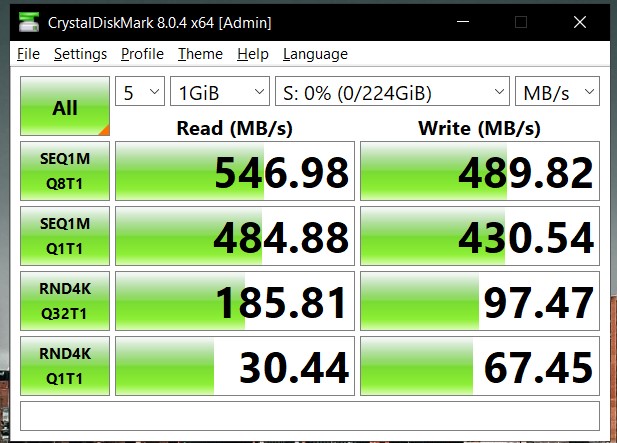 CrystalDiskMark 8.0.4 x64 [Admin]
File Settings Profile Theme Help Language
All 5 1GiB S: 0% (0/224GiB) MB/s
Read (MB/s) Write (MB/s)
SEQ1M
Q8T1 546.98 489.82
SEQ1M
Q1T1 484.88 430.54
RND4K
Q32T1 185.81 97.47
RND4K
Q1T1 30.44 67.45